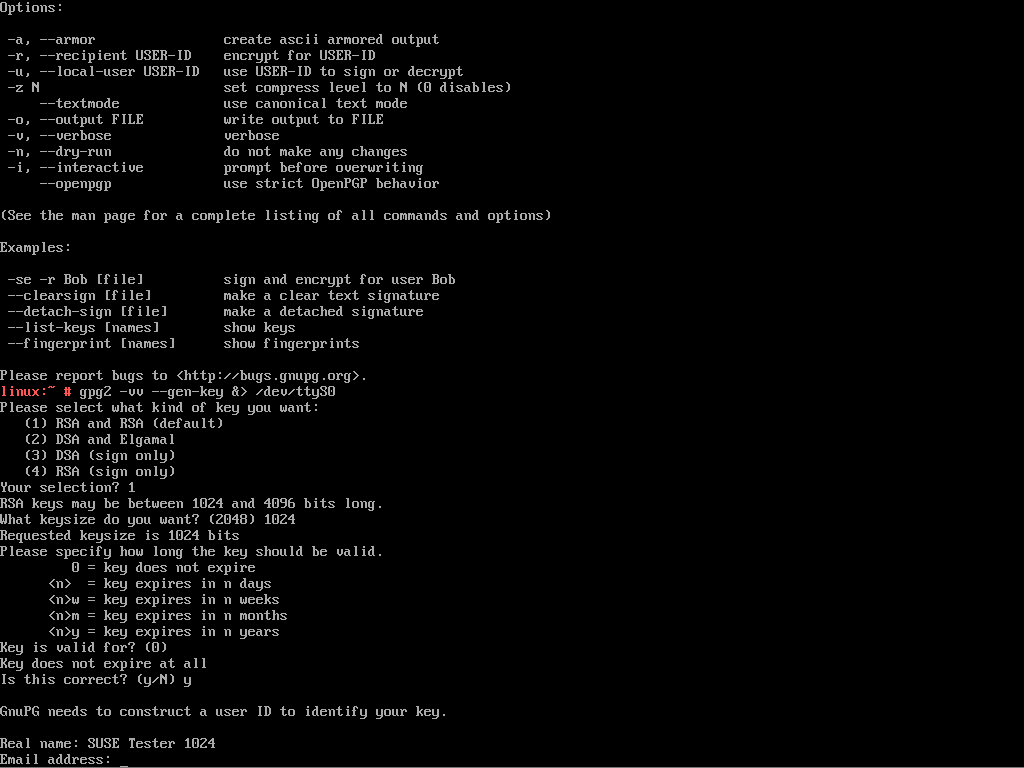 Options:
-a, --armor create ascii armored output
-r, --recipient USER-ID encrypt for USER-ID
-u, --local-user USER-ID use USER-ID to sign or decrypt
-z N set compress level to N (0 disables)
--textmode use canonical text mode
-o, --output FILE write output to FILE
-v, --verbose verbose
-n, --dry-run do not make any changes
-i, --interactive prompt before overwriting
--openpgp use strict OpenPGP behavior
(See the man page for a complete listing of all commands and options)
Examples:
-se -r Bob [file] sign and encrypt for user Bob
--clearsign [file] make a clear text signature
--detach-sign [file] make a detached signature
--list-keys [names] show keys
--fingerprint [names] show fingerprints
Please report bugs to <http://bugs.gnupg.org>.
linux:~ # gpg2 -vv --gen-key &> /dev/ttyS0
Please select what kind of key you want:
(1) RSA and RSA (default)
(2) DSA and Elgamal
(3) DSA (sign only)
(4) RSA (sign only)
Your selection? 1
RSA keys may be between 1024 and 4096 bits long.
What keysize do you want? (2048) 1024
Requested keysize is 1024 bits
Please specify how long the key should be valid.
0 = key does not expire
<n> = key expires in n days
<n>w = key expires in n weeks
<n>m = key expires in n months
<n>y = key expires in n years
Key is valid for? (0)
Key does not expire at all
Is this correct? (y/N) y
GnuPG needs to construct a user ID to identify your key.
Real name: SUSE Tester 1024
Email address: _